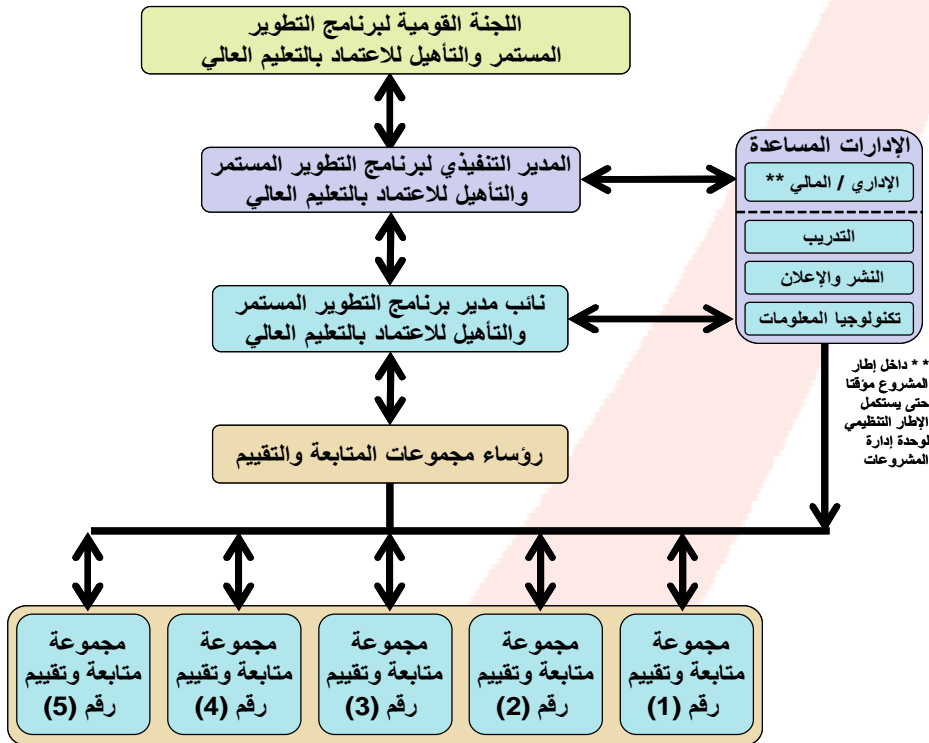 اللجنة القومية لبرنامج التطوير
المستمر والتأهيل للاعتماد بالتعليم العالي
المدير التنفيذي لبرنامج التطوير المستمر
والتأهيل للاعتماد بالتعليم العالي
الإدارات المساعدة
الإداري / المالي **
التدريب
النشر والإعلان
تكنولوجيا المعلومات
نائب مدير برنامج التطوير المستمر
والتأهيل للاعتماد بالتعليم العالي
** داخل إطار
المشروع مؤقتا
حتى يستكمل
الإطار التنظيمي
لوحدة إدارة
المشروعات
رؤساء مجموعات المتابعة والتقييم
مجموعة
متابعة وتقييم
رقم (1)
مجموعة
متابعة وتقييم
رقم (2)
مجموعة
متابعة وتقييم
رقم (3)
مجموعة
متابعة وتقييم
رقم (4)
مجموعة
متابعة وتقييم
رقم (5)